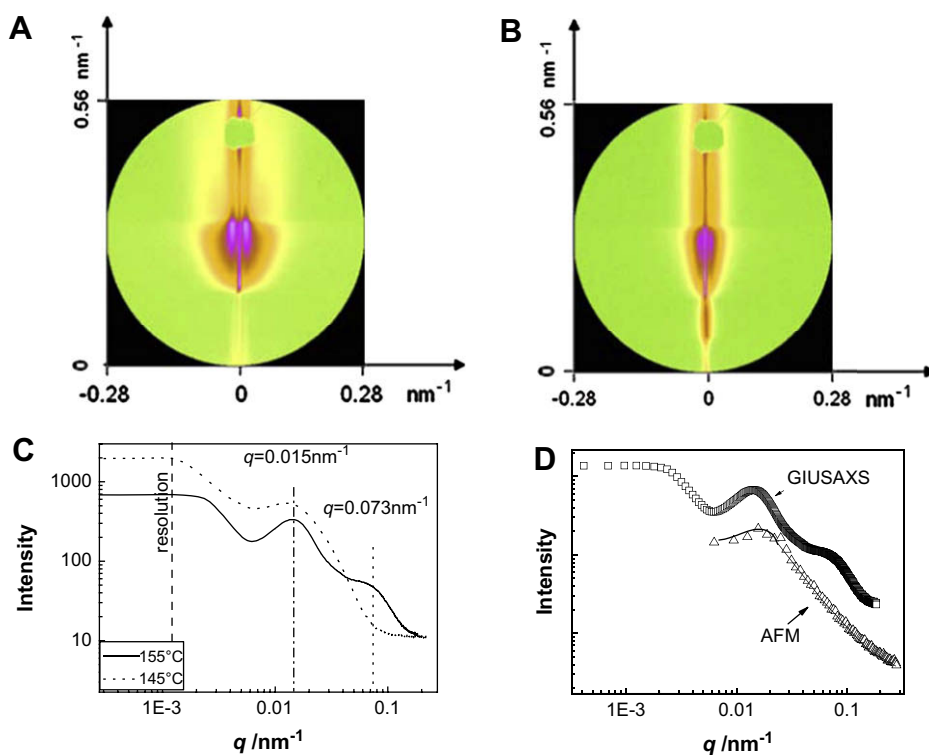 A
nm⁻¹
0.56
0
-0.28
0
0.28
nm⁻¹
B
nm⁻¹
0.56
0
-0.28
0
0.28
nm⁻¹
C
q=0.015nm⁻¹
q=0.073nm⁻¹
resolution
1000
100
10
Intensity
155°C
145°C
1E-3
0.01
0.1
q /nm⁻¹
D
GIUSAXS
AFM
Intensity
1E-3
0.01
0.1
q /nm⁻¹